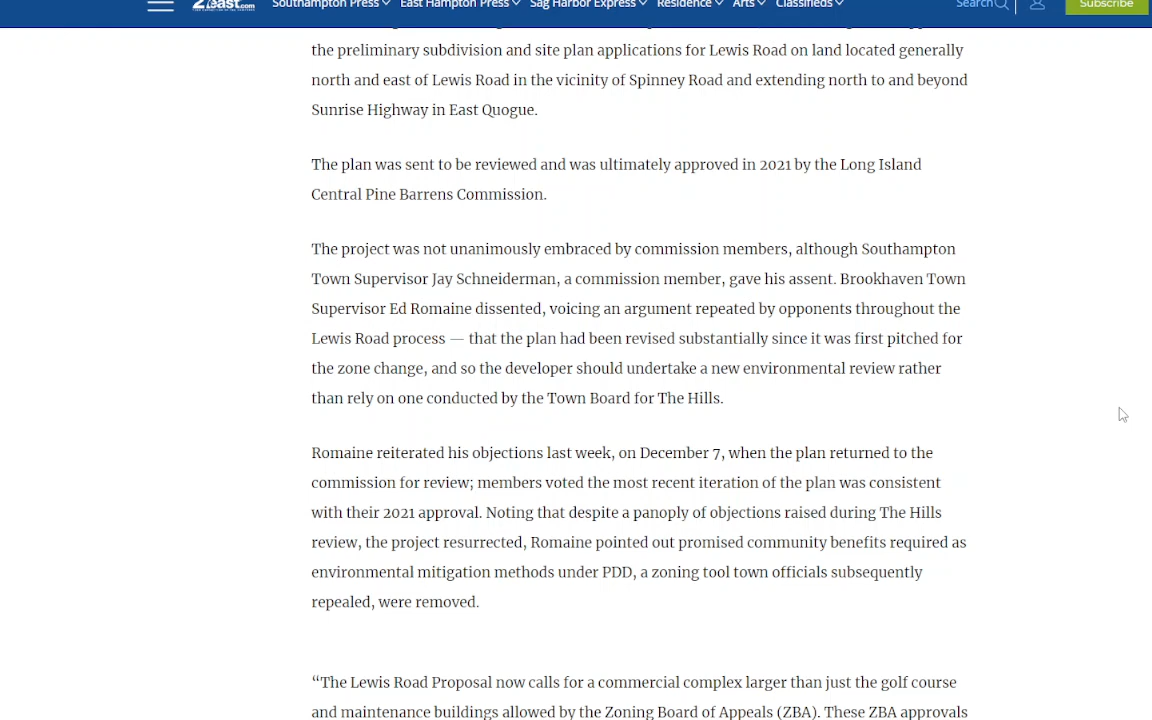 27east.com Southampton Press East Hampton Press Sag Harbor Express Residence Arts Classifieds Search Subscribe
the preliminary subdivision and site plan applications for Lewis Road on land located generally
north and east of Lewis Road in the vicinity of Spinney Road and extending north to and beyond
Sunrise Highway in East Quogue.
The plan was sent to be reviewed and was ultimately approved in 2021 by the Long Island
Central Pine Barrens Commission.
The project was not unanimously embraced by commission members, although Southampton
Town Supervisor Jay Schneiderman, a commission member, gave his assent. Brookhaven Town
Supervisor Ed Romaine dissented, voicing an argument repeated by opponents throughout the
Lewis Road process — that the plan had been revised substantially since it was first pitched for
the zone change, and so the developer should undertake a new environmental review rather
than rely on one conducted by the Town Board for The Hills.
Romaine reiterated his objections last week, on December 7, when the plan returned to the
commission for review; members voted the most recent iteration of the plan was consistent
with their 2021 approval. Noting that despite a panoply of objections raised during The Hills
review, the project resurrected, Romaine pointed out promised community benefits required as
environmental mitigation methods under PDD, a zoning tool town officials subsequently
repealed, were removed.
“The Lewis Road Proposal now calls for a commercial complex larger than just the golf course
and maintenance buildings allowed by the Zoning Board of Appeals (ZBA). These ZBA approvals